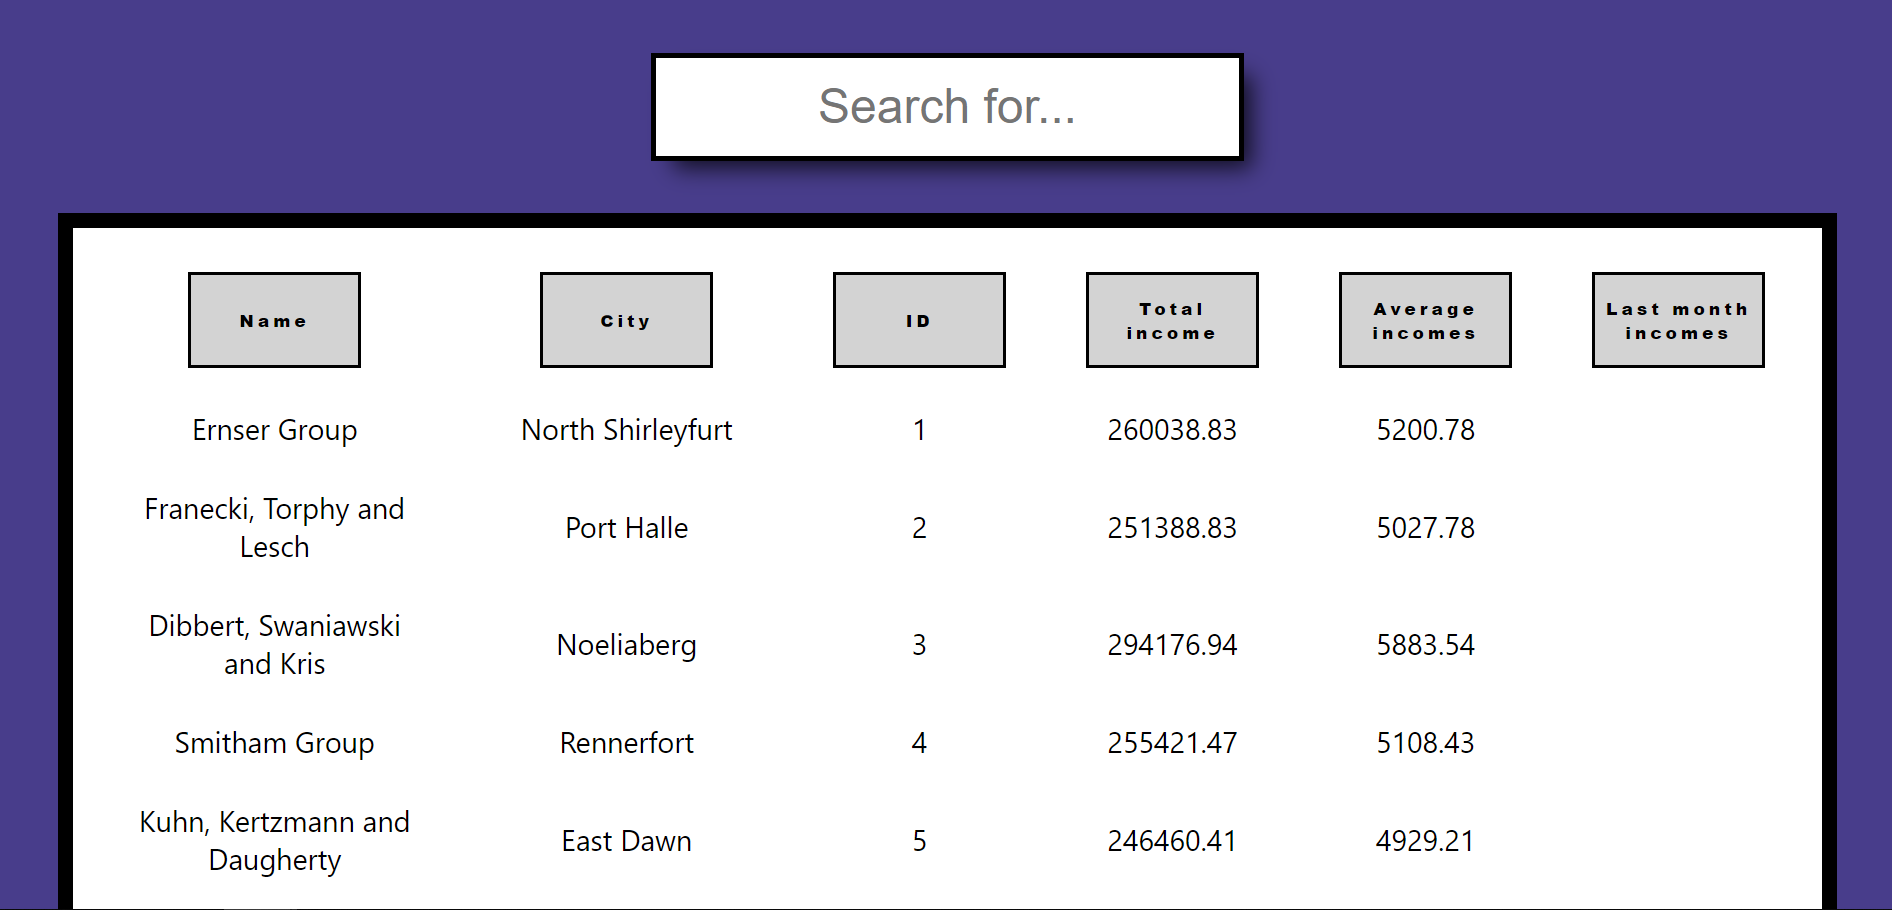 Search for...
Name City ID Total income Average incomes Last month incomes
Ernser Group North Shirleyfurt 1 260038.83 5200.78
Franecki, Torphy and Lesch Port Halle 2 251388.83 5027.78
Dibbert, Swaniawski and Kris Noeliaberg 3 294176.94 5883.54
Smitham Group Rennerfort 4 255421.47 5108.43
Kuhn, Kertzmann and Daugherty East Dawn 5 246460.41 4929.21